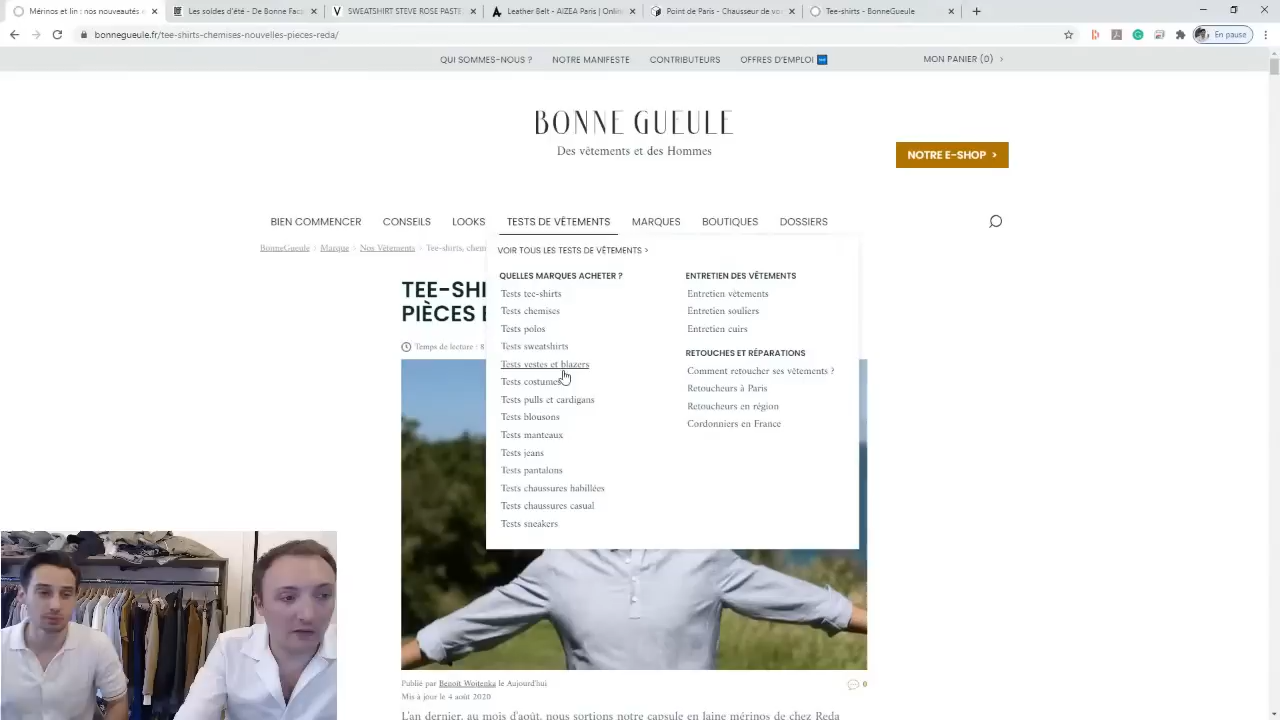 Mérinos et lin : nos nouveautés
Les soldes d'été - De Bonne Fac
SWEATSHIRT STEVE ROSE PASTE
Leather Belt - AIZEA Paris | Onlin
Point de Paris - Chausseur de vo
Tee-shirts - BonneGueule
bonnegueule.fr/tee-shirts-chemises-nouvelles-pieces-reda/
En pause
QUI SOMMES-NOUS ?
NOTRE MANIFESTE
CONTRIBUTEURS
OFFRES D'EMPLOI
MON PANIER (0) >
BONNE GUEULE
Des vêtements et des Hommes
NOTRE E-SHOP >
BIEN COMMENCER
CONSEILS
LOOKS
TESTS DE VÊTEMENTS
MARQUES
BOUTIQUES
DOSSIERS
BonneGueule > Marque > Nos Vêtements > Tee-shirts, chem
VOIR TOUS LES TESTS DE VÊTEMENTS >
TEE-SHI
PIÈCES
Temps de lecture : 8
QUELLES MARQUES ACHETER ?
Tests tee-shirts
Tests chemises
Tests polos
Tests sweatshirts
Tests vestes et blazers
Tests costumes
Tests pulls et cardigans
Tests blousons
Tests manteaux
Tests jeans
Tests pantalons
Tests chaussures habillées
Tests chaussures casual
Tests sneakers
ENTRETIEN DES VÊTEMENTS
Entretien vêtements
Entretien souliers
Entretien cuirs
RETOUCHES ET RÉPARATIONS
Comment retoucher ses vêtements ?
Retoucheurs à Paris
Retoucheurs en région
Cordonniers en France
Publié par Benoît Wojtenka le Aujourd'hui
0
Mis à jour le 4 août 2020
L'an dernier, au mois d'août, nous sortions notre capsule en laine mérinos de chez Reda